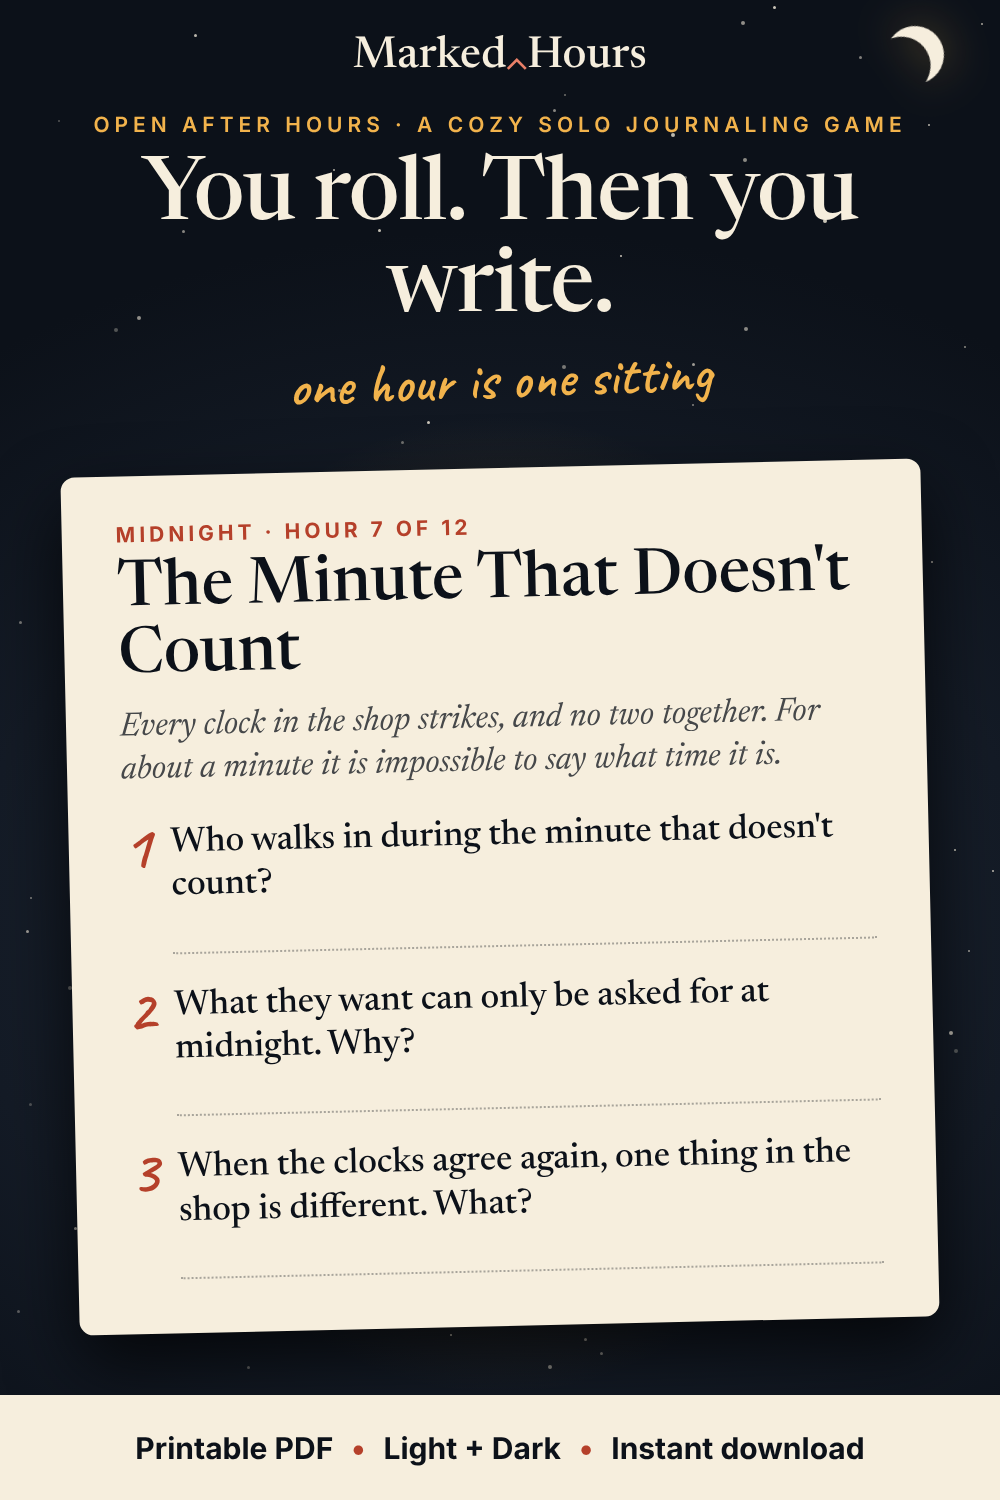 Marked‸Hours
OPEN AFTER HOURS · A COZY SOLO JOURNALING GAME
You roll. Then you
write.
one hour is one sitting
MIDNIGHT · HOUR 7 OF 12
The Minute That Doesn't
Count
Every clock in the shop strikes, and no two together. For
about a minute it is impossible to say what time it is.
1 Who walks in during the minute that doesn't
count?
2 What they want can only be asked for at
midnight. Why?
3 When the clocks agree again, one thing in the
shop is different. What?
Printable PDF • Light + Dark • Instant download